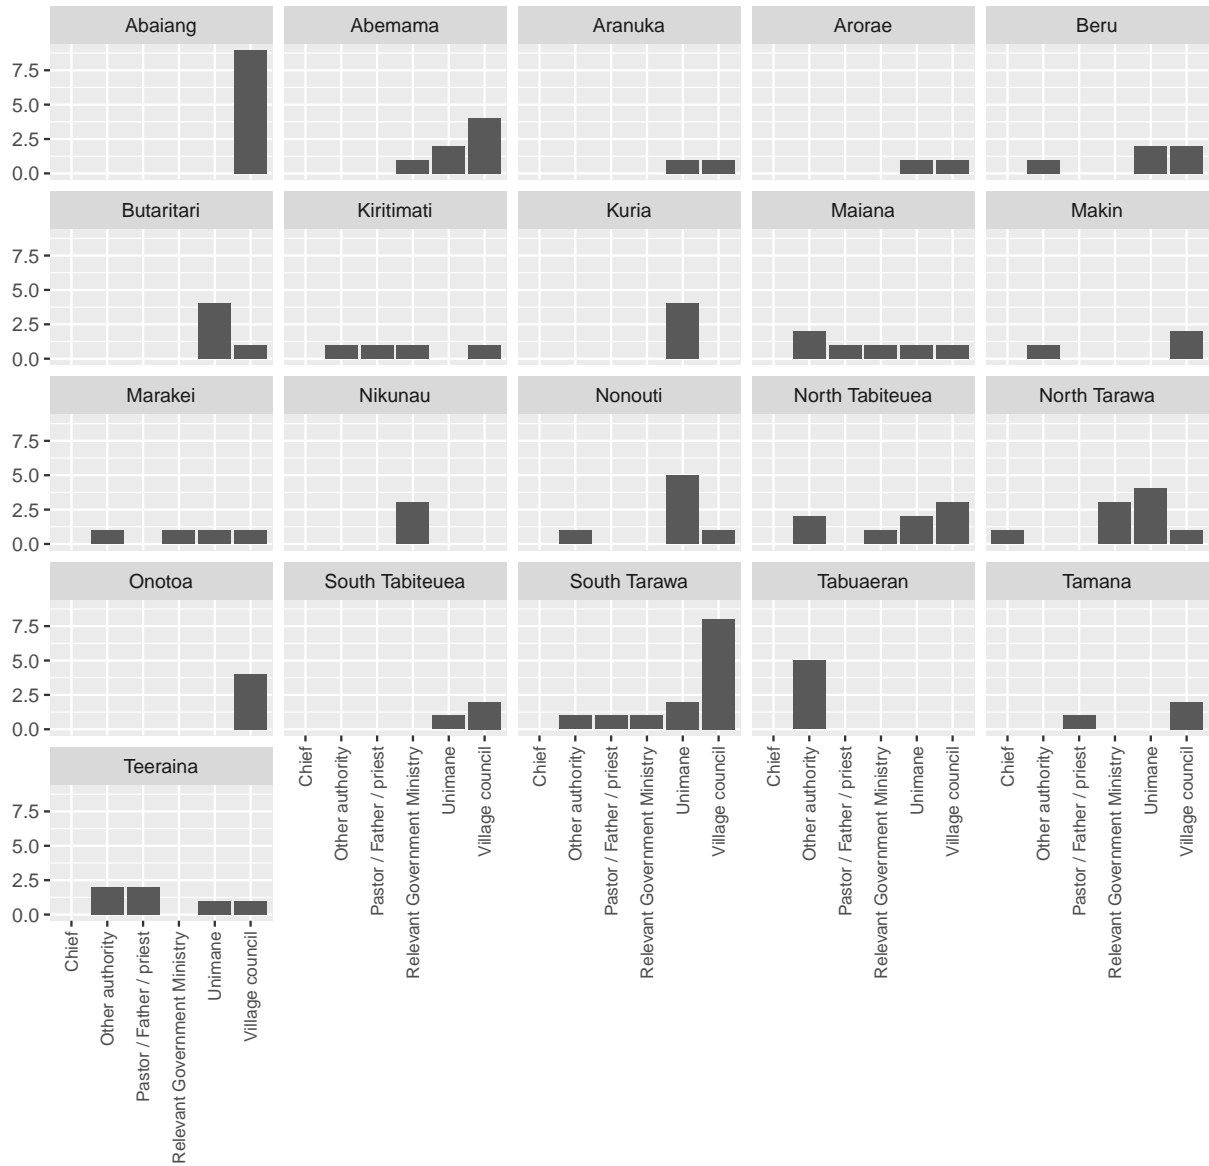 Abaiang Abemama Aranuka Arorae Beru
7.5
5.0
2.5
0.0
Butaritari Kiritimati Kuria Maiana Makin
7.5
5.0
2.5
0.0
Marakei Nikunau Nonouti North Tabiteuea North Tarawa
7.5
5.0
2.5
0.0
Onotoa South Tabiteuea South Tarawa Tabuaeran Tamana
7.5
5.0
2.5
0.0
Chief
Other authority
Pastor / Father / priest
Relevant Government Ministry
Unimane
Village council
Chief
Other authority
Pastor / Father / priest
Relevant Government Ministry
Unimane
Village council
Chief
Other authority
Pastor / Father / priest
Relevant Government Ministry
Unimane
Village council
Chief
Other authority
Pastor / Father / priest
Relevant Government Ministry
Unimane
Village council
Teeraina
7.5
5.0
2.5
0.0
Chief
Other authority
Pastor / Father / priest
Relevant Government Ministry
Unimane
Village council